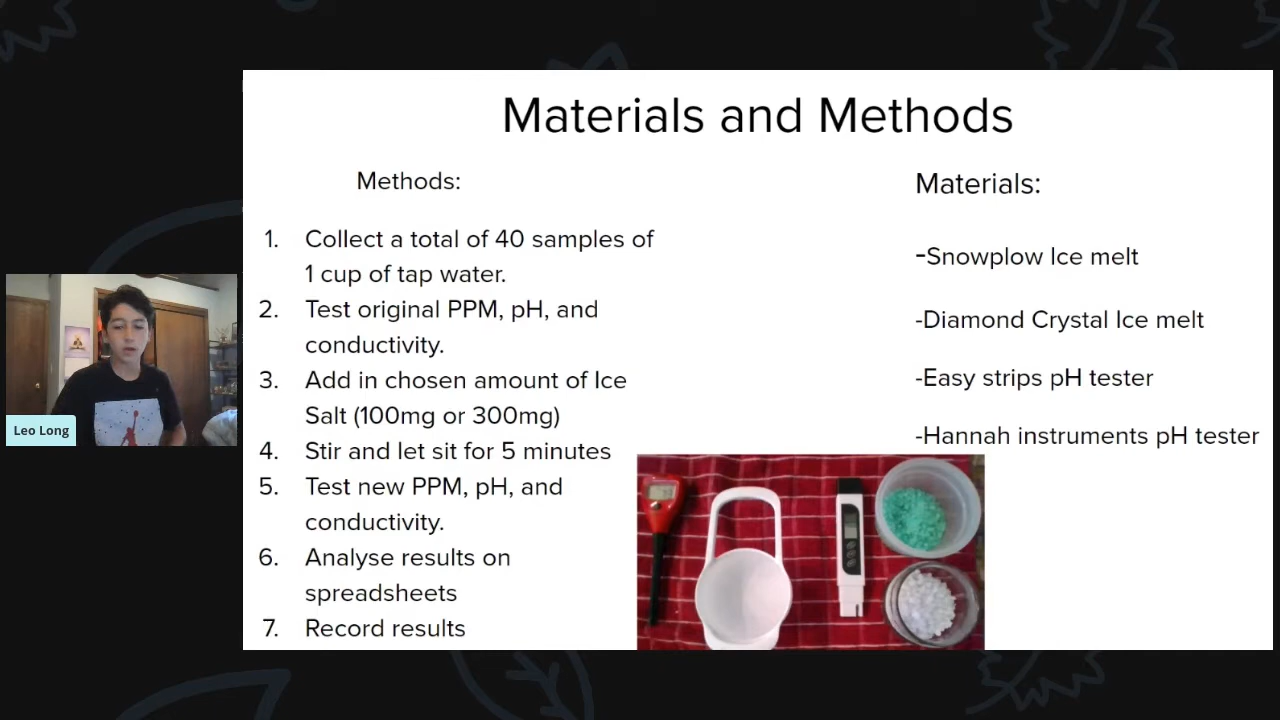 Materials and Methods
Methods:
1. Collect a total of 40 samples of
1 cup of tap water.
2. Test original PPM, pH, and
conductivity.
3. Add in chosen amount of Ice
Salt (100mg or 300mg)
4. Stir and let sit for 5 minutes
5. Test new PPM, pH, and
conductivity.
6. Analyse results on
spreadsheets
7. Record results
Materials:
-Snowplow Ice melt
-Diamond Crystal Ice melt
-Easy strips pH tester
-Hannah instruments pH tester
Leo Long